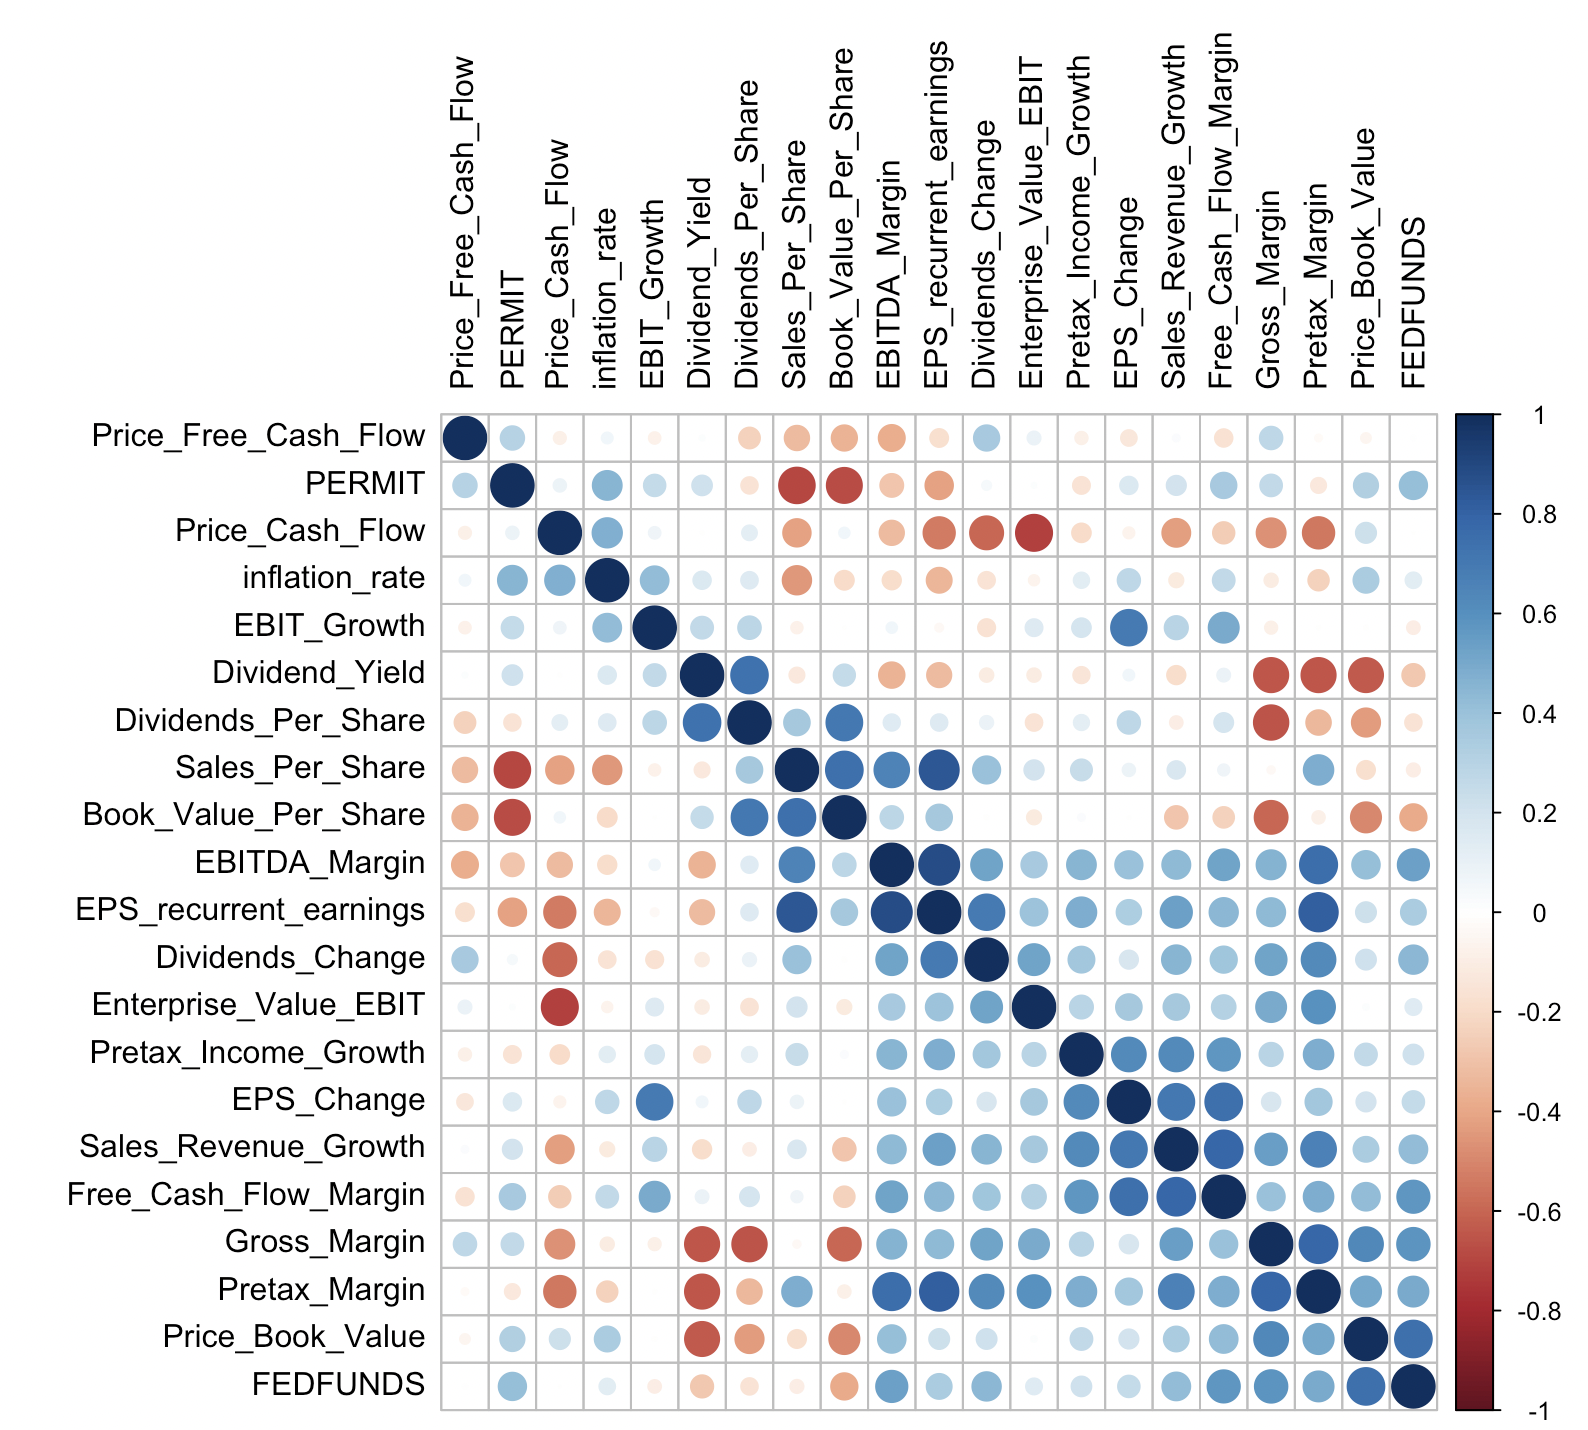 Price_Free_Cash_Flow
PERMIT
Price_Cash_Flow
inflation_rate
EBIT_Growth
Dividend_Yield
Dividends_Per_Share
Sales_Per_Share
Book_Value_Per_Share
EBITDA_Margin
EPS_recurrent_earnings
Dividends_Change
Enterprise_Value_EBIT
Pretax_Income_Growth
EPS_Change
Sales_Revenue_Growth
Free_Cash_Flow_Margin
Gross_Margin
Pretax_Margin
Price_Book_Value
FEDFUNDS
Price_Free_Cash_Flow
PERMIT
Price_Cash_Flow
inflation_rate
EBIT_Growth
Dividend_Yield
Dividends_Per_Share
Sales_Per_Share
Book_Value_Per_Share
EBITDA_Margin
EPS_recurrent_earnings
Dividends_Change
Enterprise_Value_EBIT
Pretax_Income_Growth
EPS_Change
Sales_Revenue_Growth
Free_Cash_Flow_Margin
Gross_Margin
Pretax_Margin
Price_Book_Value
FEDFUNDS
1
0.8
0.6
0.4
0.2
0
-0.2
-0.4
-0.6
-0.8
-1